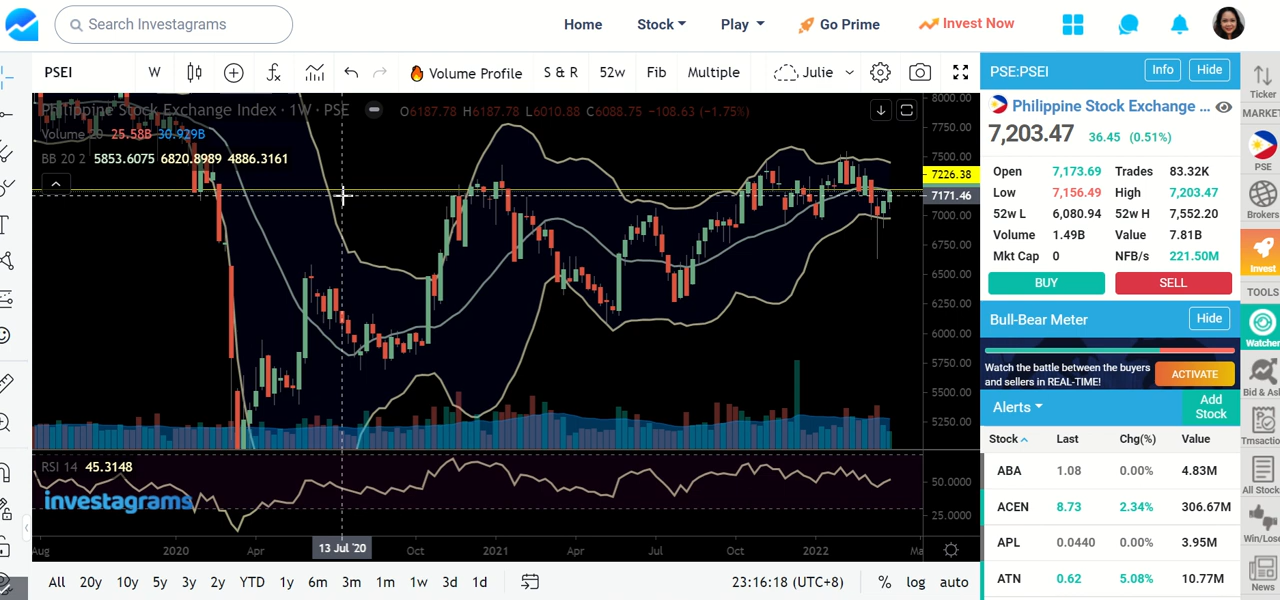 Search Investagrams
Home
Stock
Play
Go Prime
Invest Now
PSEI
W
Volume Profile
S & R
52w
Fib
Multiple
Julie
Philippine Stock Exchange Index · 1W · PSE
O6187.78 H6187.78 L6010.88 C6088.75 −108.63 (−1.75%)
Volume 20 25.58B 30.929B
BB 20 2 5853.6075 6820.8989 4886.3161
8000.00
7750.00
7500.00
7226.38
7171.46
7000.00
6750.00
6500.00
6250.00
6000.00
5750.00
5500.00
5250.00
RSI 14 45.3148
investagrams
50.0000
25.0000
Aug
2020
Apr
13 Jul '20
Oct
2021
Apr
Jul
Oct
2022
Ma
All
20y
10y
5y
3y
2y
YTD
1y
6m
3m
1m
1w
3d
1d
23:16:18 (UTC+8)
%
log
auto
PSE:PSEI
Info
Hide
Philippine Stock Exchange ...
7,203.47 36.45 (0.51%)
Open 7,173.69 Trades 83.32K
Low 7,156.49 High 7,203.47
52w L 6,080.94 52w H 7,552.20
Volume 1.49B Value 7.81B
Mkt Cap 0 NFB/s 221.50M
BUY
SELL
Bull-Bear Meter
Hide
Watch the battle between the buyers
and sellers in REAL-TIME!
ACTIVATE
Alerts
Add
Stock
Stock Last Chg(%) Value
ABA 1.08 0.00% 4.83M
ACEN 8.73 2.34% 306.67M
APL 0.0440 0.00% 3.95M
ATN 0.62 5.08% 10.77M
Ticker
MARKET
PSE
Brokers
Invest
TOOLS
Watcher
Bid & Ask
Trnsaction
All Stock
Win/Lose
News